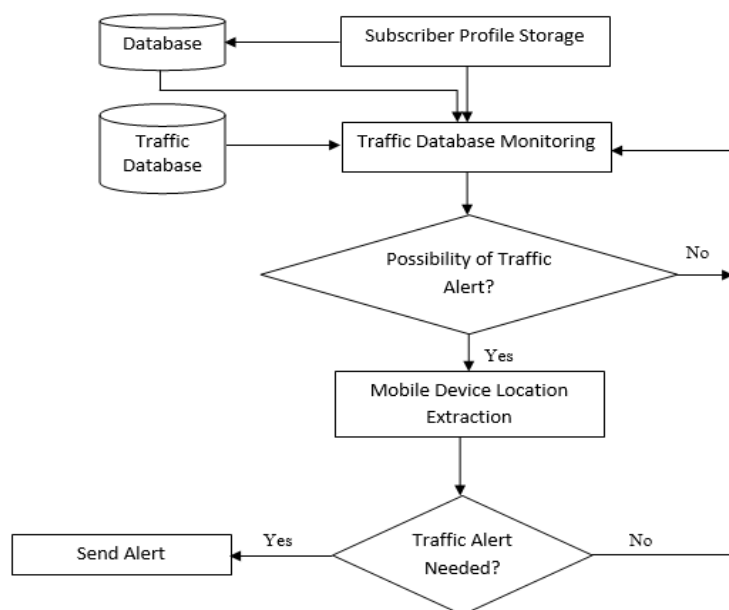 Database
Subscriber Profile Storage
Traffic
Database
Traffic Database Monitoring
Possibility of Traffic
Alert?
No
Yes
Mobile Device Location
Extraction
Send Alert
Yes
Traffic Alert
Needed?
No